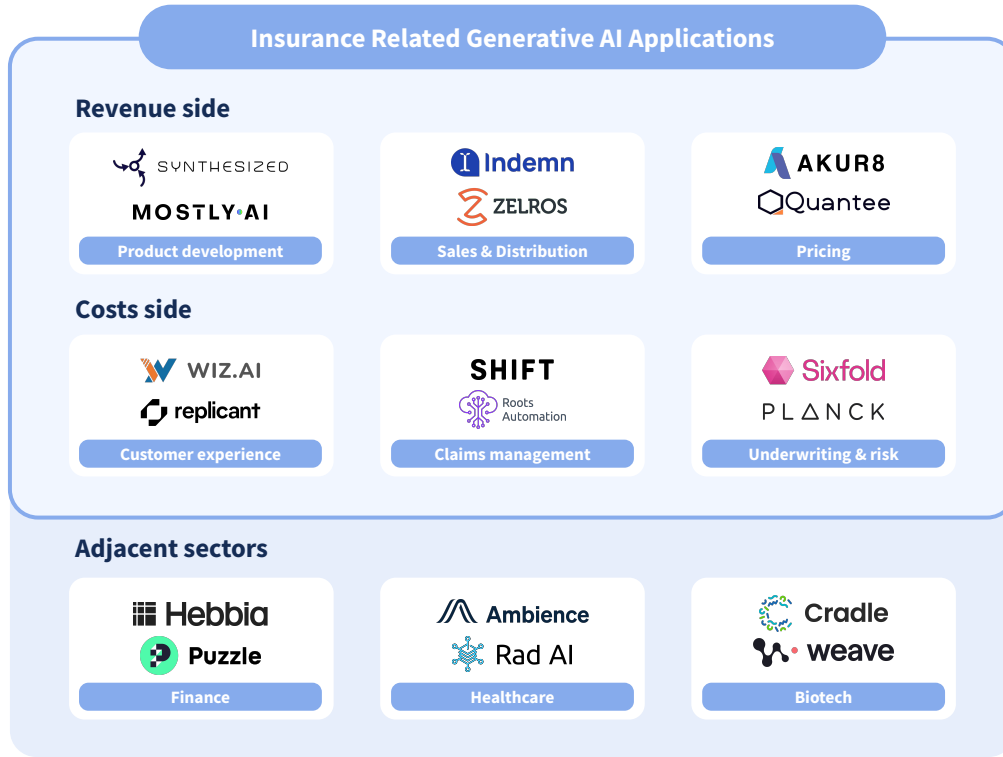 Insurance Related Generative AI Applications
Revenue side
SYNTHESIZED
MOSTLY•AI
Product development
Indemn
ZELROS
Sales & Distribution
AKUR8
Quantee
Pricing
Costs side
WIZ.AI
replicant
Customer experience
SHIFT
Roots
Automation
Claims management
Sixfold
PLANCK
Underwriting & risk
Adjacent sectors
Hebbia
Puzzle
Finance
Ambience
Rad AI
Healthcare
Cradle
weave
Biotech